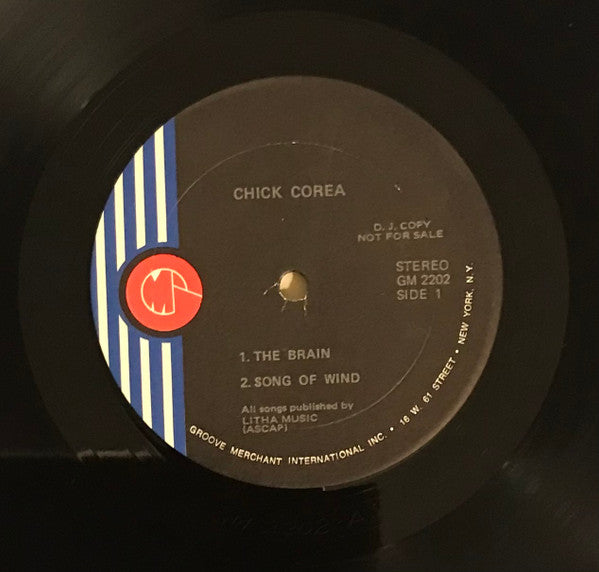 CHICK COREA
D. J. COPY
NOT FOR SALE
STEREO
GM 2202
SIDE 1
1. THE BRAIN
2. SONG OF WIND
All songs published by
LITHA MUSIC
(ASCAP)
GROOVE MERCHANT INTERNATIONAL INC. • 16 W. 61 STREET • NEW YORK, N.Y.